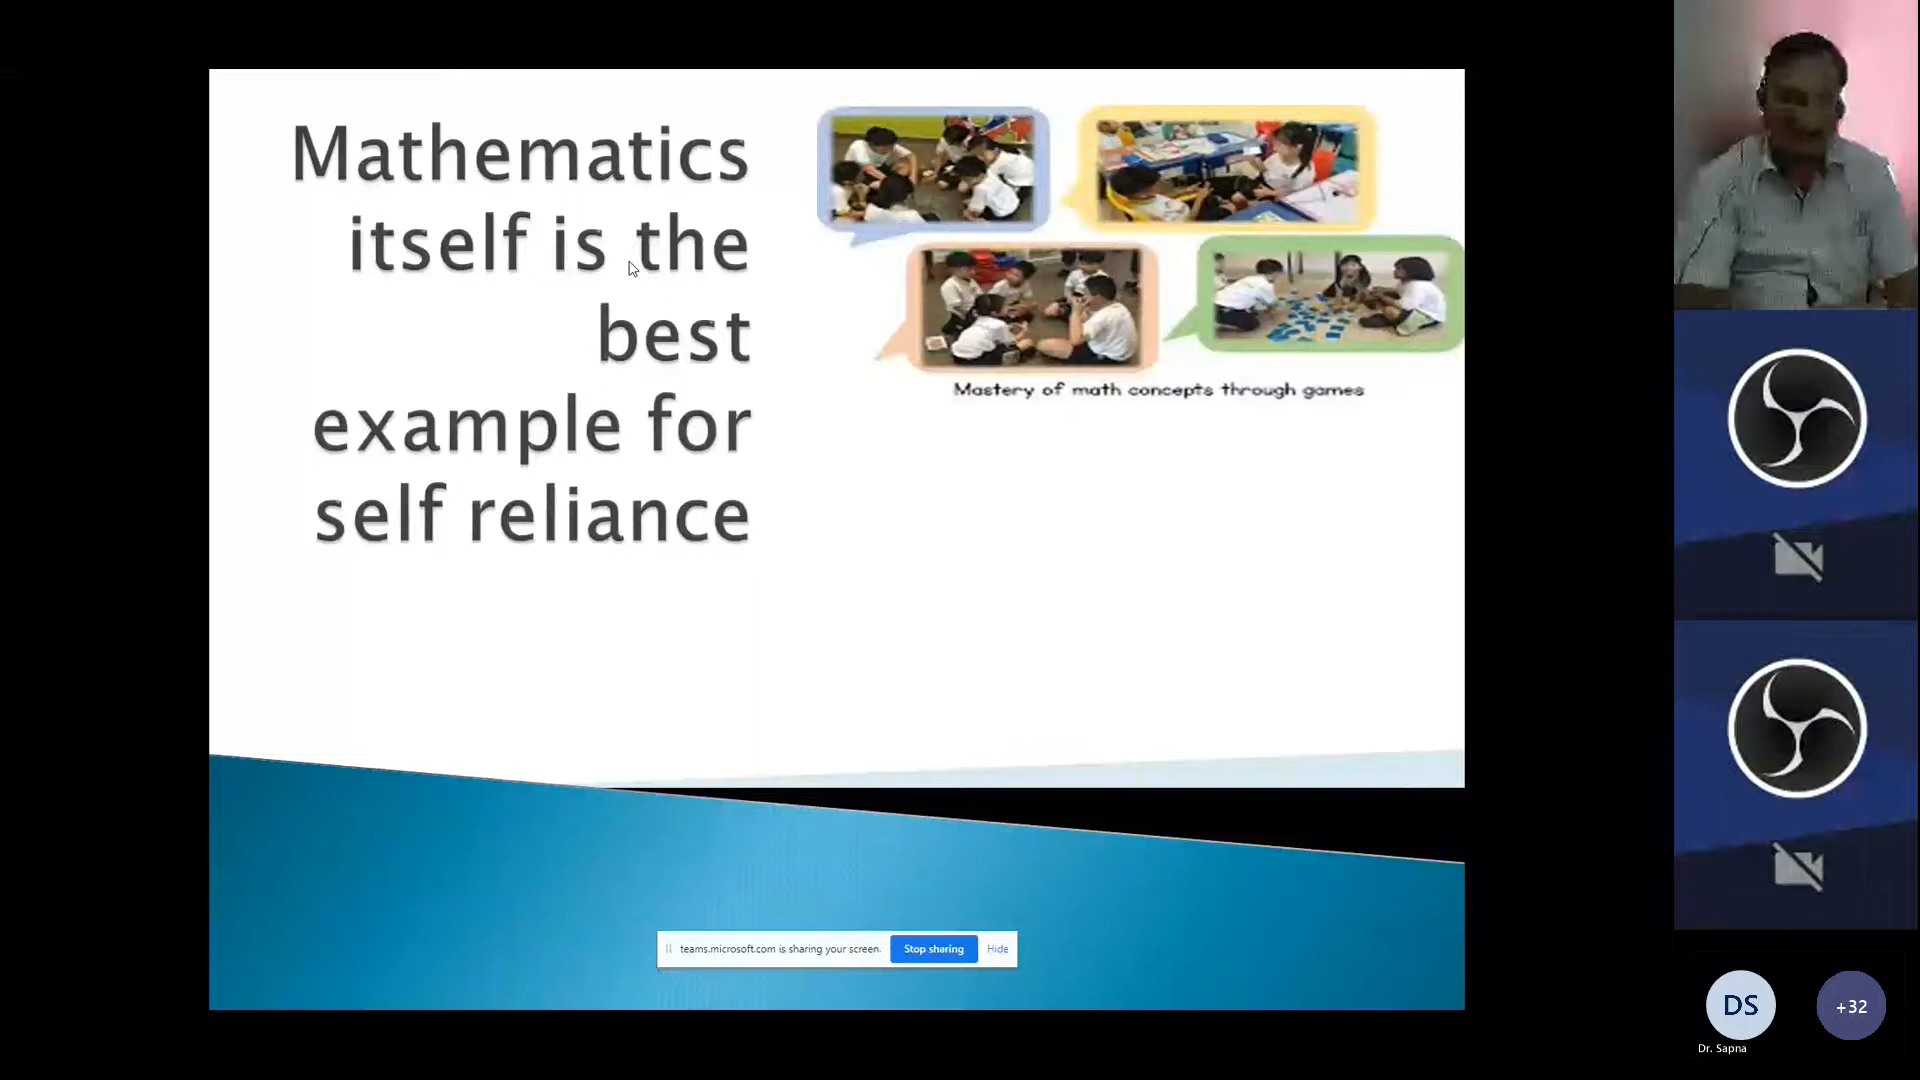 Mathematics
itself is the
best
example for
self reliance
Mastery of math concepts through games
teams.microsoft.com is sharing your screen.
Stop sharing
Hide
DS
Dr. Sapna
+32